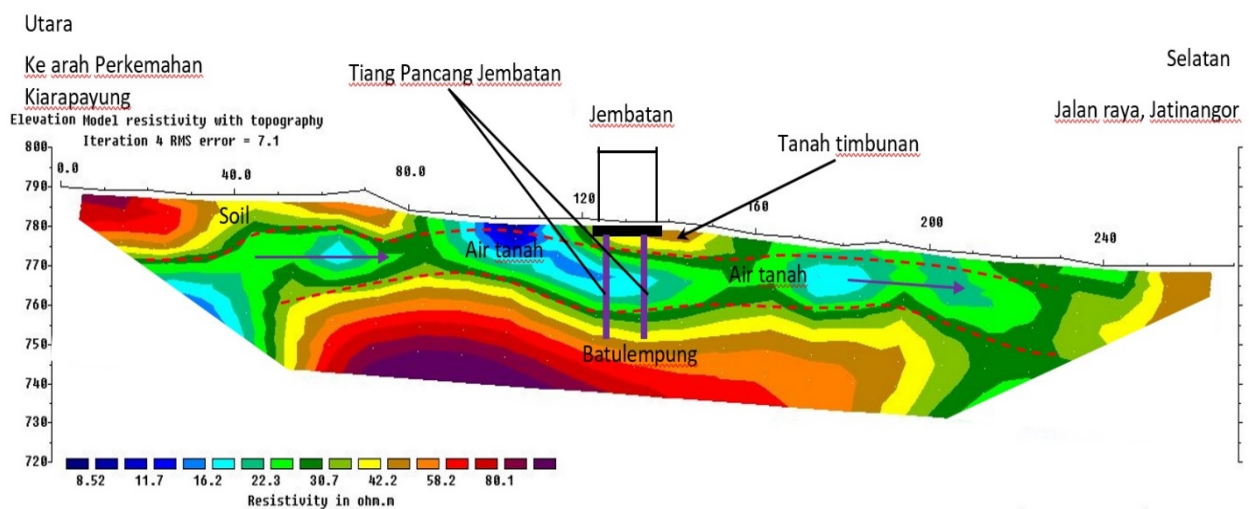 Utara
Ke arah Perkemahan
Kiarapayung
Selatan
Jalan raya, Jatinangor
Tiang Pancang Jembatan
Jembatan
Tanah timbunan
Elevation Model resistivity with topography
Iteration 4 RMS error = 7.1
800
790
780
770
760
750
740
730
720
0.0
40.0
80.0
120
160
200
240
Soil
Air tanah
Air tanah
Batulempung
8.52 11.7 16.2 22.3 30.7 42.2 58.2 80.1
Resistivity in ohm.m